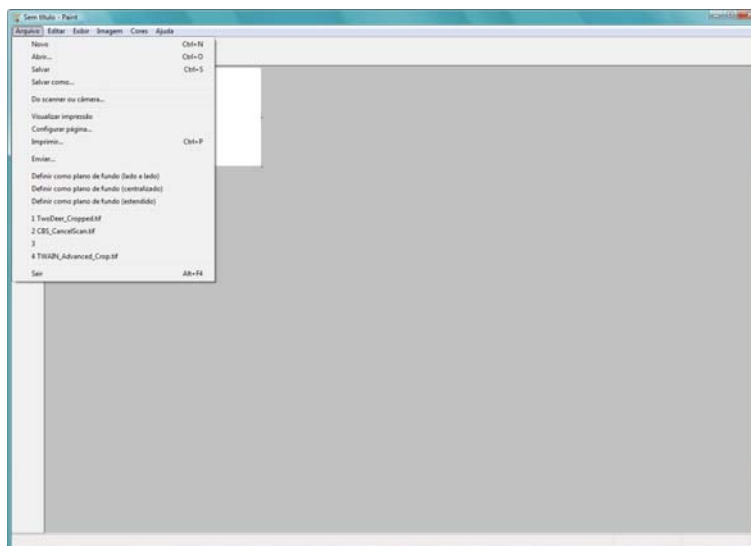 Sem título - Paint
Arquivo Editar Exibir Imagem Cores Ajuda
Novo Ctrl+N
Abrir... Ctrl+O
Salvar Ctrl+S
Salvar como...
Do scanner ou câmera...
Visualizar impressão
Configurar página...
Imprimir... Ctrl+P
Enviar...
Definir como plano de fundo (lado a lado)
Definir como plano de fundo (centralizado)
Definir como plano de fundo (estendido)
1 TwoDeer_Cropped.tif
2 CBS_CancelScan.tif
3
4 TWAIN_Advanced_Crop.tif
Sair Alt+F4